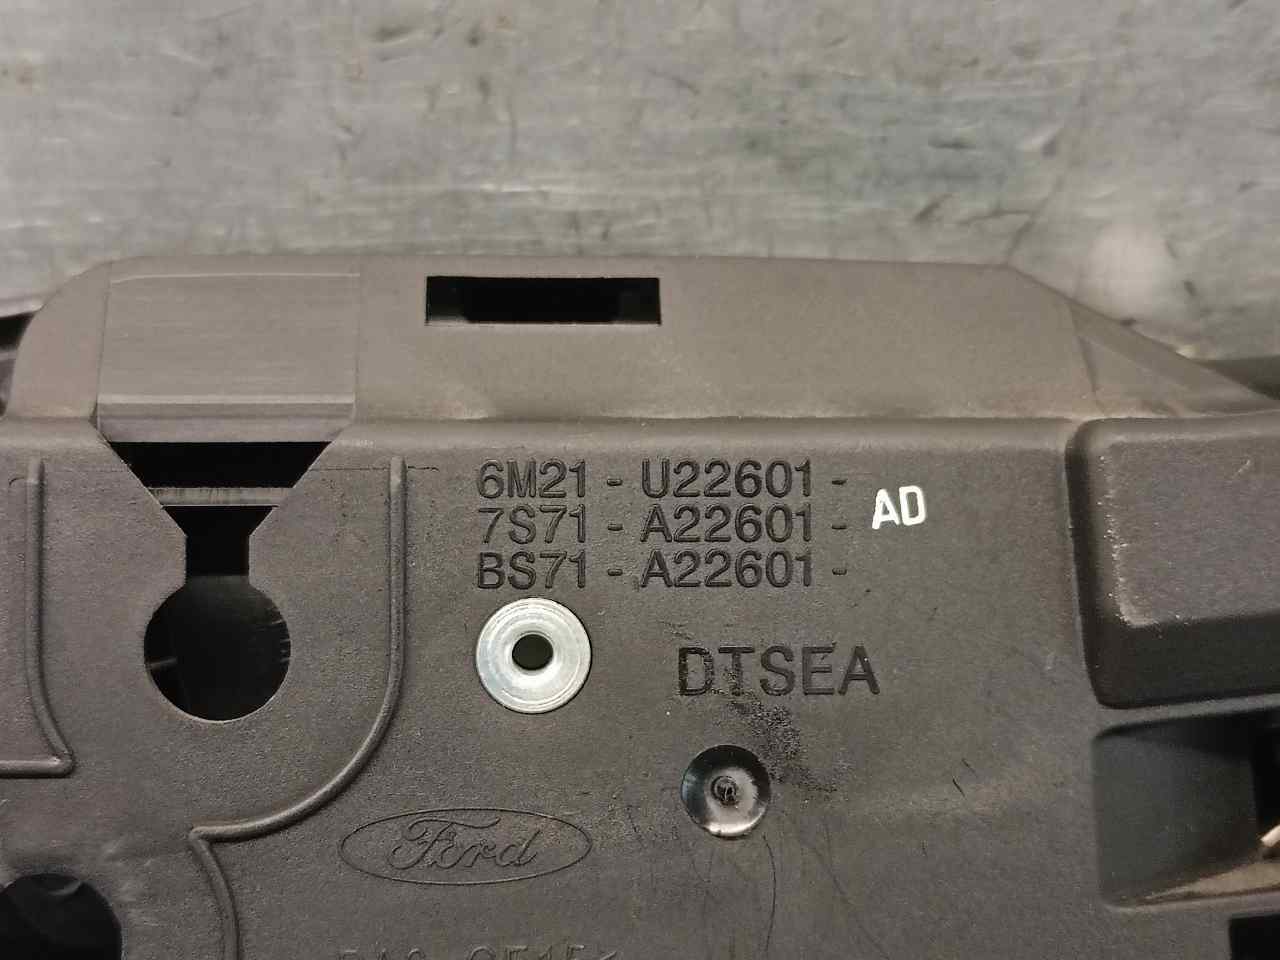 6M21 - U22601 -
7S71 - A22601 - AD
BS71 - A22601 -
DTSEA
Ford